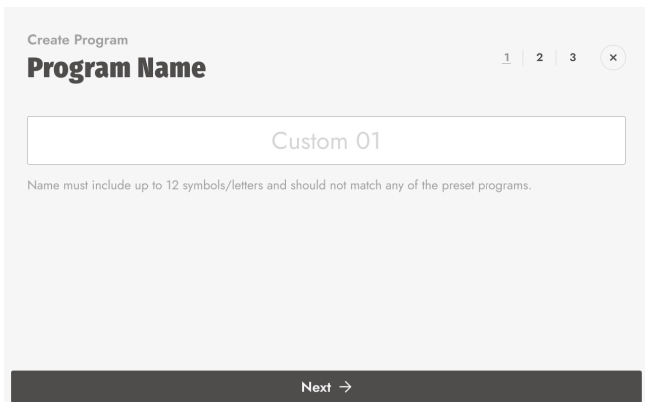 Create Program
Program Name
1 2 3 ×
Custom 01
Name must include up to 12 symbols/letters and should not match any of the preset programs.
Next →